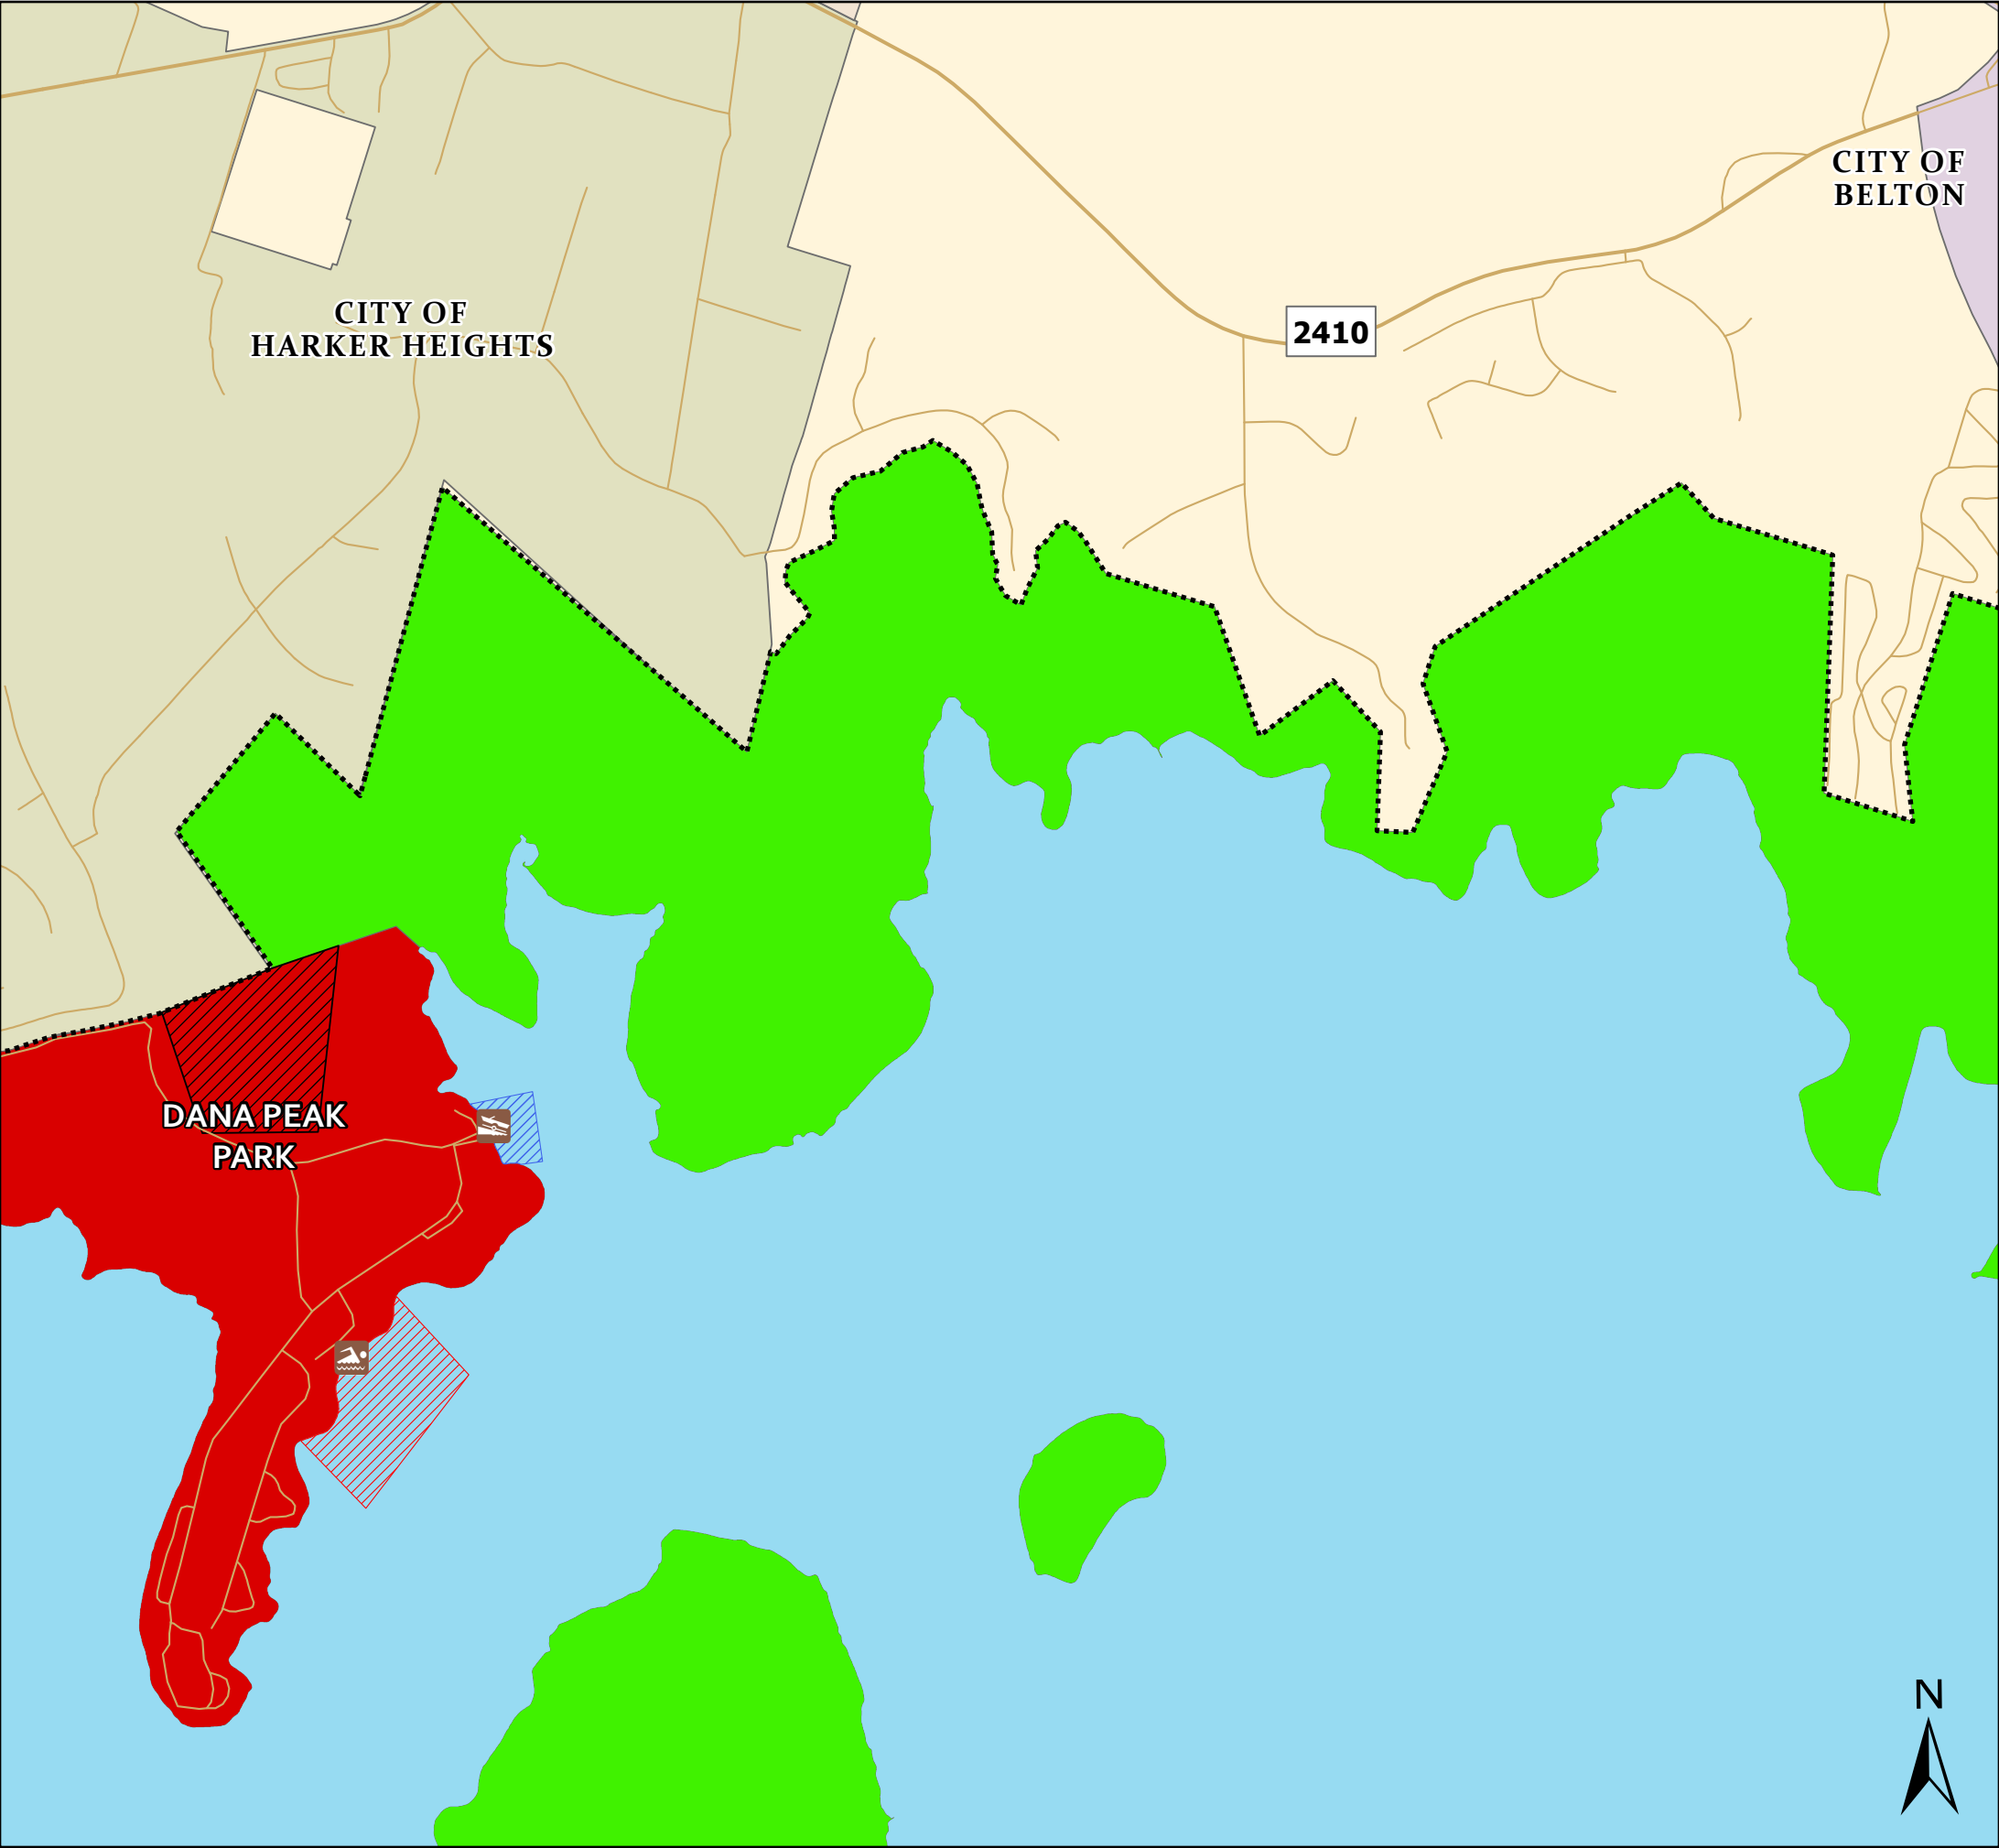 CITY OF
BELTON
CITY OF
HARKER HEIGHTS
2410
DANA PEAK
PARK
N